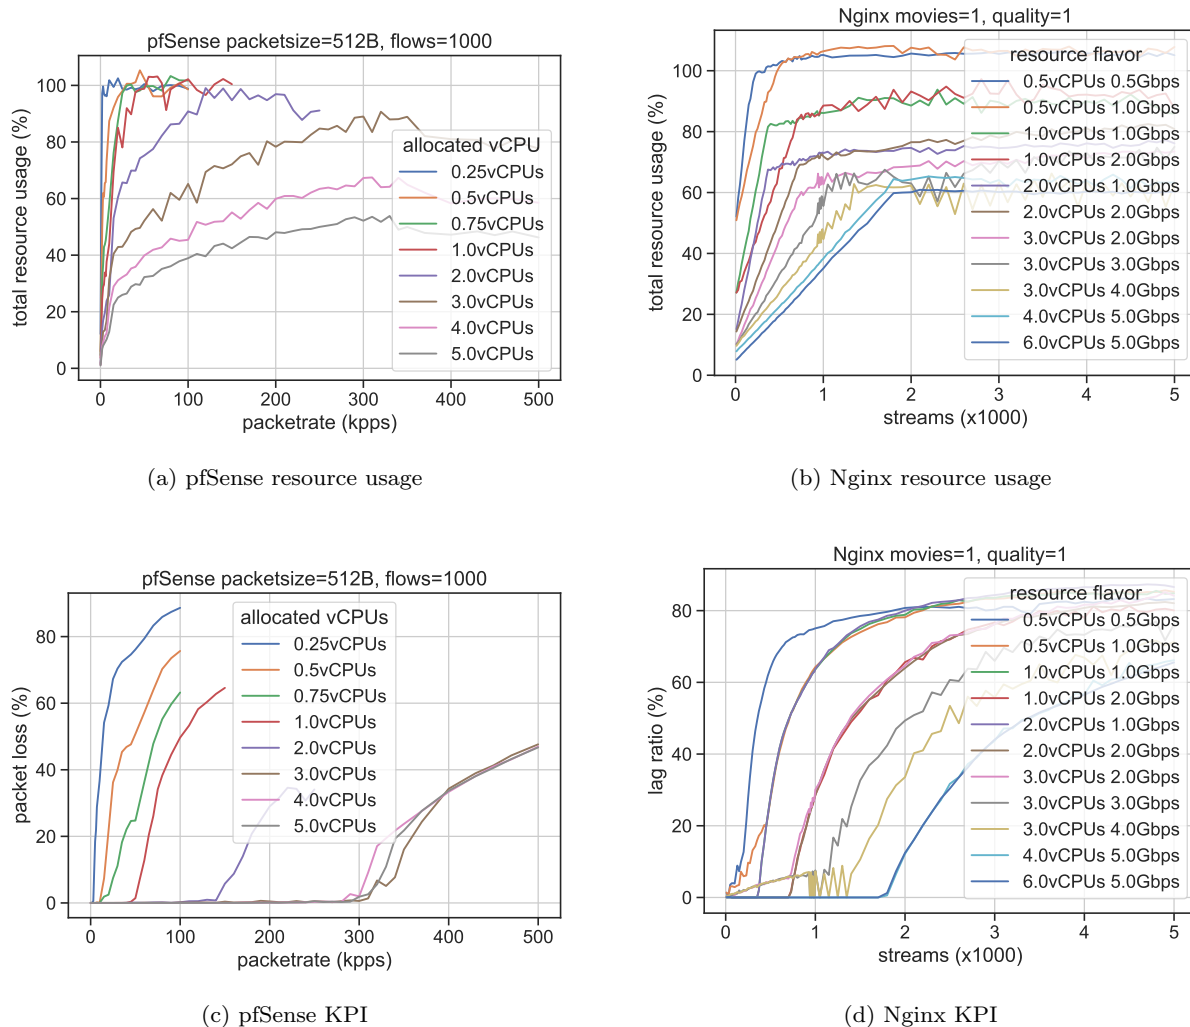 pfSense packetsize=512B, flows=1000
total resource usage (%)
100
80
60
40
20
0
allocated vCPU
0.25vCPUs
0.5vCPUs
0.75vCPUs
1.0vCPUs
2.0vCPUs
3.0vCPUs
4.0vCPUs
5.0vCPUs
0 100 200 300 400 500
packetrate (kpps)
(a) pfSense resource usage
Nginx movies=1, quality=1
total resource usage (%)
100
80
60
40
20
0
resource flavor
0.5vCPUs 0.5Gbps
0.5vCPUs 1.0Gbps
1.0vCPUs 1.0Gbps
1.0vCPUs 2.0Gbps
2.0vCPUs 1.0Gbps
2.0vCPUs 2.0Gbps
3.0vCPUs 2.0Gbps
3.0vCPUs 3.0Gbps
3.0vCPUs 4.0Gbps
4.0vCPUs 5.0Gbps
6.0vCPUs 5.0Gbps
0 1 2 3 4 5
streams (x1000)
(b) Nginx resource usage
pfSense packetsize=512B, flows=1000
packet loss (%)
80
60
40
20
0
allocated vCPUs
0.25vCPUs
0.5vCPUs
0.75vCPUs
1.0vCPUs
2.0vCPUs
3.0vCPUs
4.0vCPUs
5.0vCPUs
0 100 200 300 400 500
packetrate (kpps)
(c) pfSense KPI
Nginx movies=1, quality=1
lag ratio (%)
80
60
40
20
0
resource flavor
0.5vCPUs 0.5Gbps
0.5vCPUs 1.0Gbps
1.0vCPUs 1.0Gbps
1.0vCPUs 2.0Gbps
2.0vCPUs 1.0Gbps
2.0vCPUs 2.0Gbps
3.0vCPUs 2.0Gbps
3.0vCPUs 3.0Gbps
3.0vCPUs 4.0Gbps
4.0vCPUs 5.0Gbps
6.0vCPUs 5.0Gbps
0 1 2 3 4 5
streams (x1000)
(d) Nginx KPI